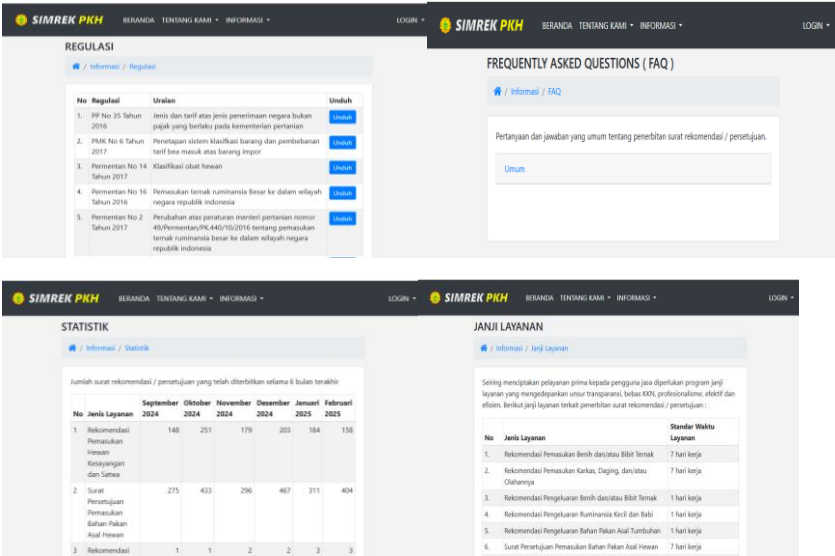 SIMREK PKH BERANDA TENTANG KAMI INFORMASI LOGIN
REGULASI
/ Informasi / Regulasi
No Regulasi Uraian Unduh
1. PP No 35 Tahun 2016 Jenis dan tarif atas jenis penerimaan negara bukan pajak yang berlaku pada kementerian pertanian Unduh
2. PMK No 6 Tahun 2017 Penetapan sistem klasifikasi barang dan pembebanan tarif bea masuk atas barang impor Unduh
3. Permentan No 14 Tahun 2017 Klasifikasi obat hewan Unduh
4. Permentan No 16 Tahun 2016 Pemasukan ternak ruminansia Besar ke dalam wilayah negara republik indonesia Unduh
5. Permentan No 2 Tahun 2017 Perubahan atas peraturan menteri pertanian nomor 49/Permentan/PK.440/10/2016 tentang pemasukan ternak ruminansia besar ke dalam wilayah negara republik indonesia Unduh
SIMREK PKH BERANDA TENTANG KAMI INFORMASI LOGIN
FREQUENTLY ASKED QUESTIONS ( FAQ )
/ Informasi / FAQ
Pertanyaan dan jawaban yang umum tentang penerbitan surat rekomendasi / persetujuan.
Umum
SIMREK PKH BERANDA TENTANG KAMI INFORMASI LOGIN
STATISTIK
/ Informasi / Statistik
Jumlah surat rekomendasi / persetujuan yang telah diterbitkan selama 6 bulan terakhir
No Jenis Layanan September 2024 Oktober 2024 November 2024 Desember 2024 Januari 2025 Februari 2025
1 Rekomendasi Pemasukan Hewan Kesayangan dan Satwa 148 251 179 203 184 158
2 Surat Persetujuan Pemasukan Bahan Pakan Asal Hewan 275 433 296 467 311 404
3 Rekomendasi 1 1 2 2 3 3
SIMREK PKH BERANDA TENTANG KAMI INFORMASI LOGIN
JANJI LAYANAN
/ Informasi / Janji Layanan
Seiring menciptakan pelayanan prima kepada pengguna jasa diperlukan program janji
layanan yang mengedepankan unsur transparansi, bebas KKN, profesionalisme, efektif dan
efisien. Berikut janji layanan terkait penerbitan surat rekomendasi / persetujuan :
No Jenis Layanan Standar Waktu Layanan
1. Rekomendasi Pemasukan Benih dan/atau Bibit Ternak 7 hari kerja
2. Rekomendasi Pemasukan Karkas, Daging, dan/atau Olahannya 7 hari kerja
3. Rekomendasi Pengeluaran Benih dan/atau Bibit Ternak 1 hari kerja
4. Rekomendasi Pengeluaran Ruminansia Kecil dan Babi 1 hari kerja
5. Rekomendasi Pengeluaran Bahan Pakan Asal Tumbuhan 1 hari kerja
6. Surat Persetujuan Pemasukan Bahan Pakan Asal Hewan 7 hari kerja